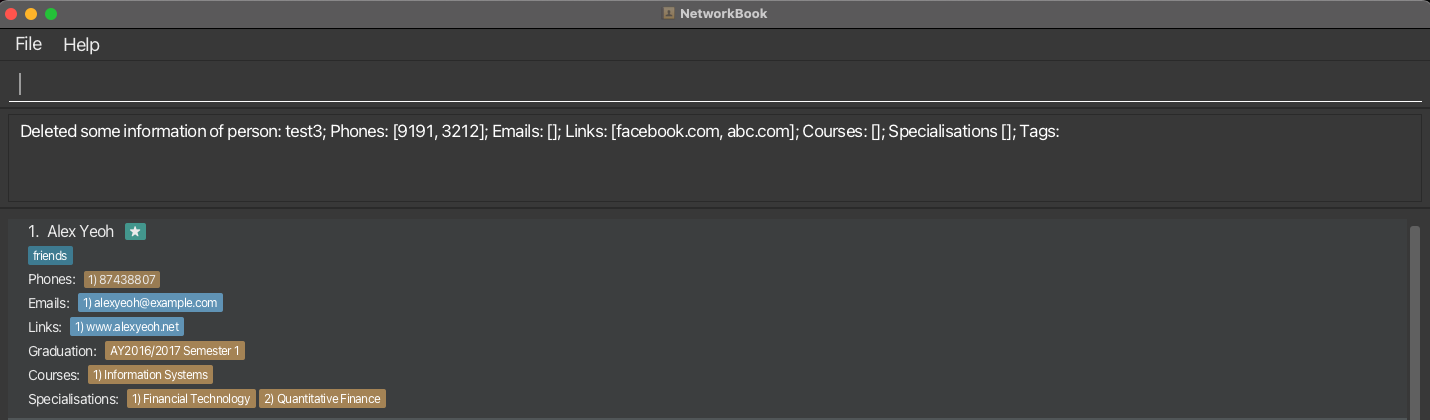 NetworkBook
File Help
Deleted some information of person: test3; Phones: [9191, 3212]; Emails: []; Links: [facebook.com, abc.com]; Courses: []; Specialisations []; Tags:
1. Alex Yeoh
friends
Phones: 1) 87438807
Emails: 1) alexyeoh@example.com
Links: 1) www.alexyeoh.net
Graduation: AY2016/2017 Semester 1
Courses: 1) Information Systems
Specialisations: 1) Financial Technology 2) Quantitative Finance